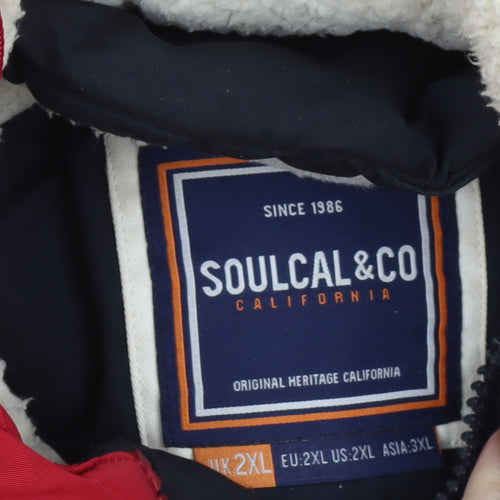 SINCE 1986
SOULCAL&CO
CALIFORNIA
ORIGINAL HERITAGE CALIFORNIA
UK:2XL EU:2XL US:2XL ASIA:3XL